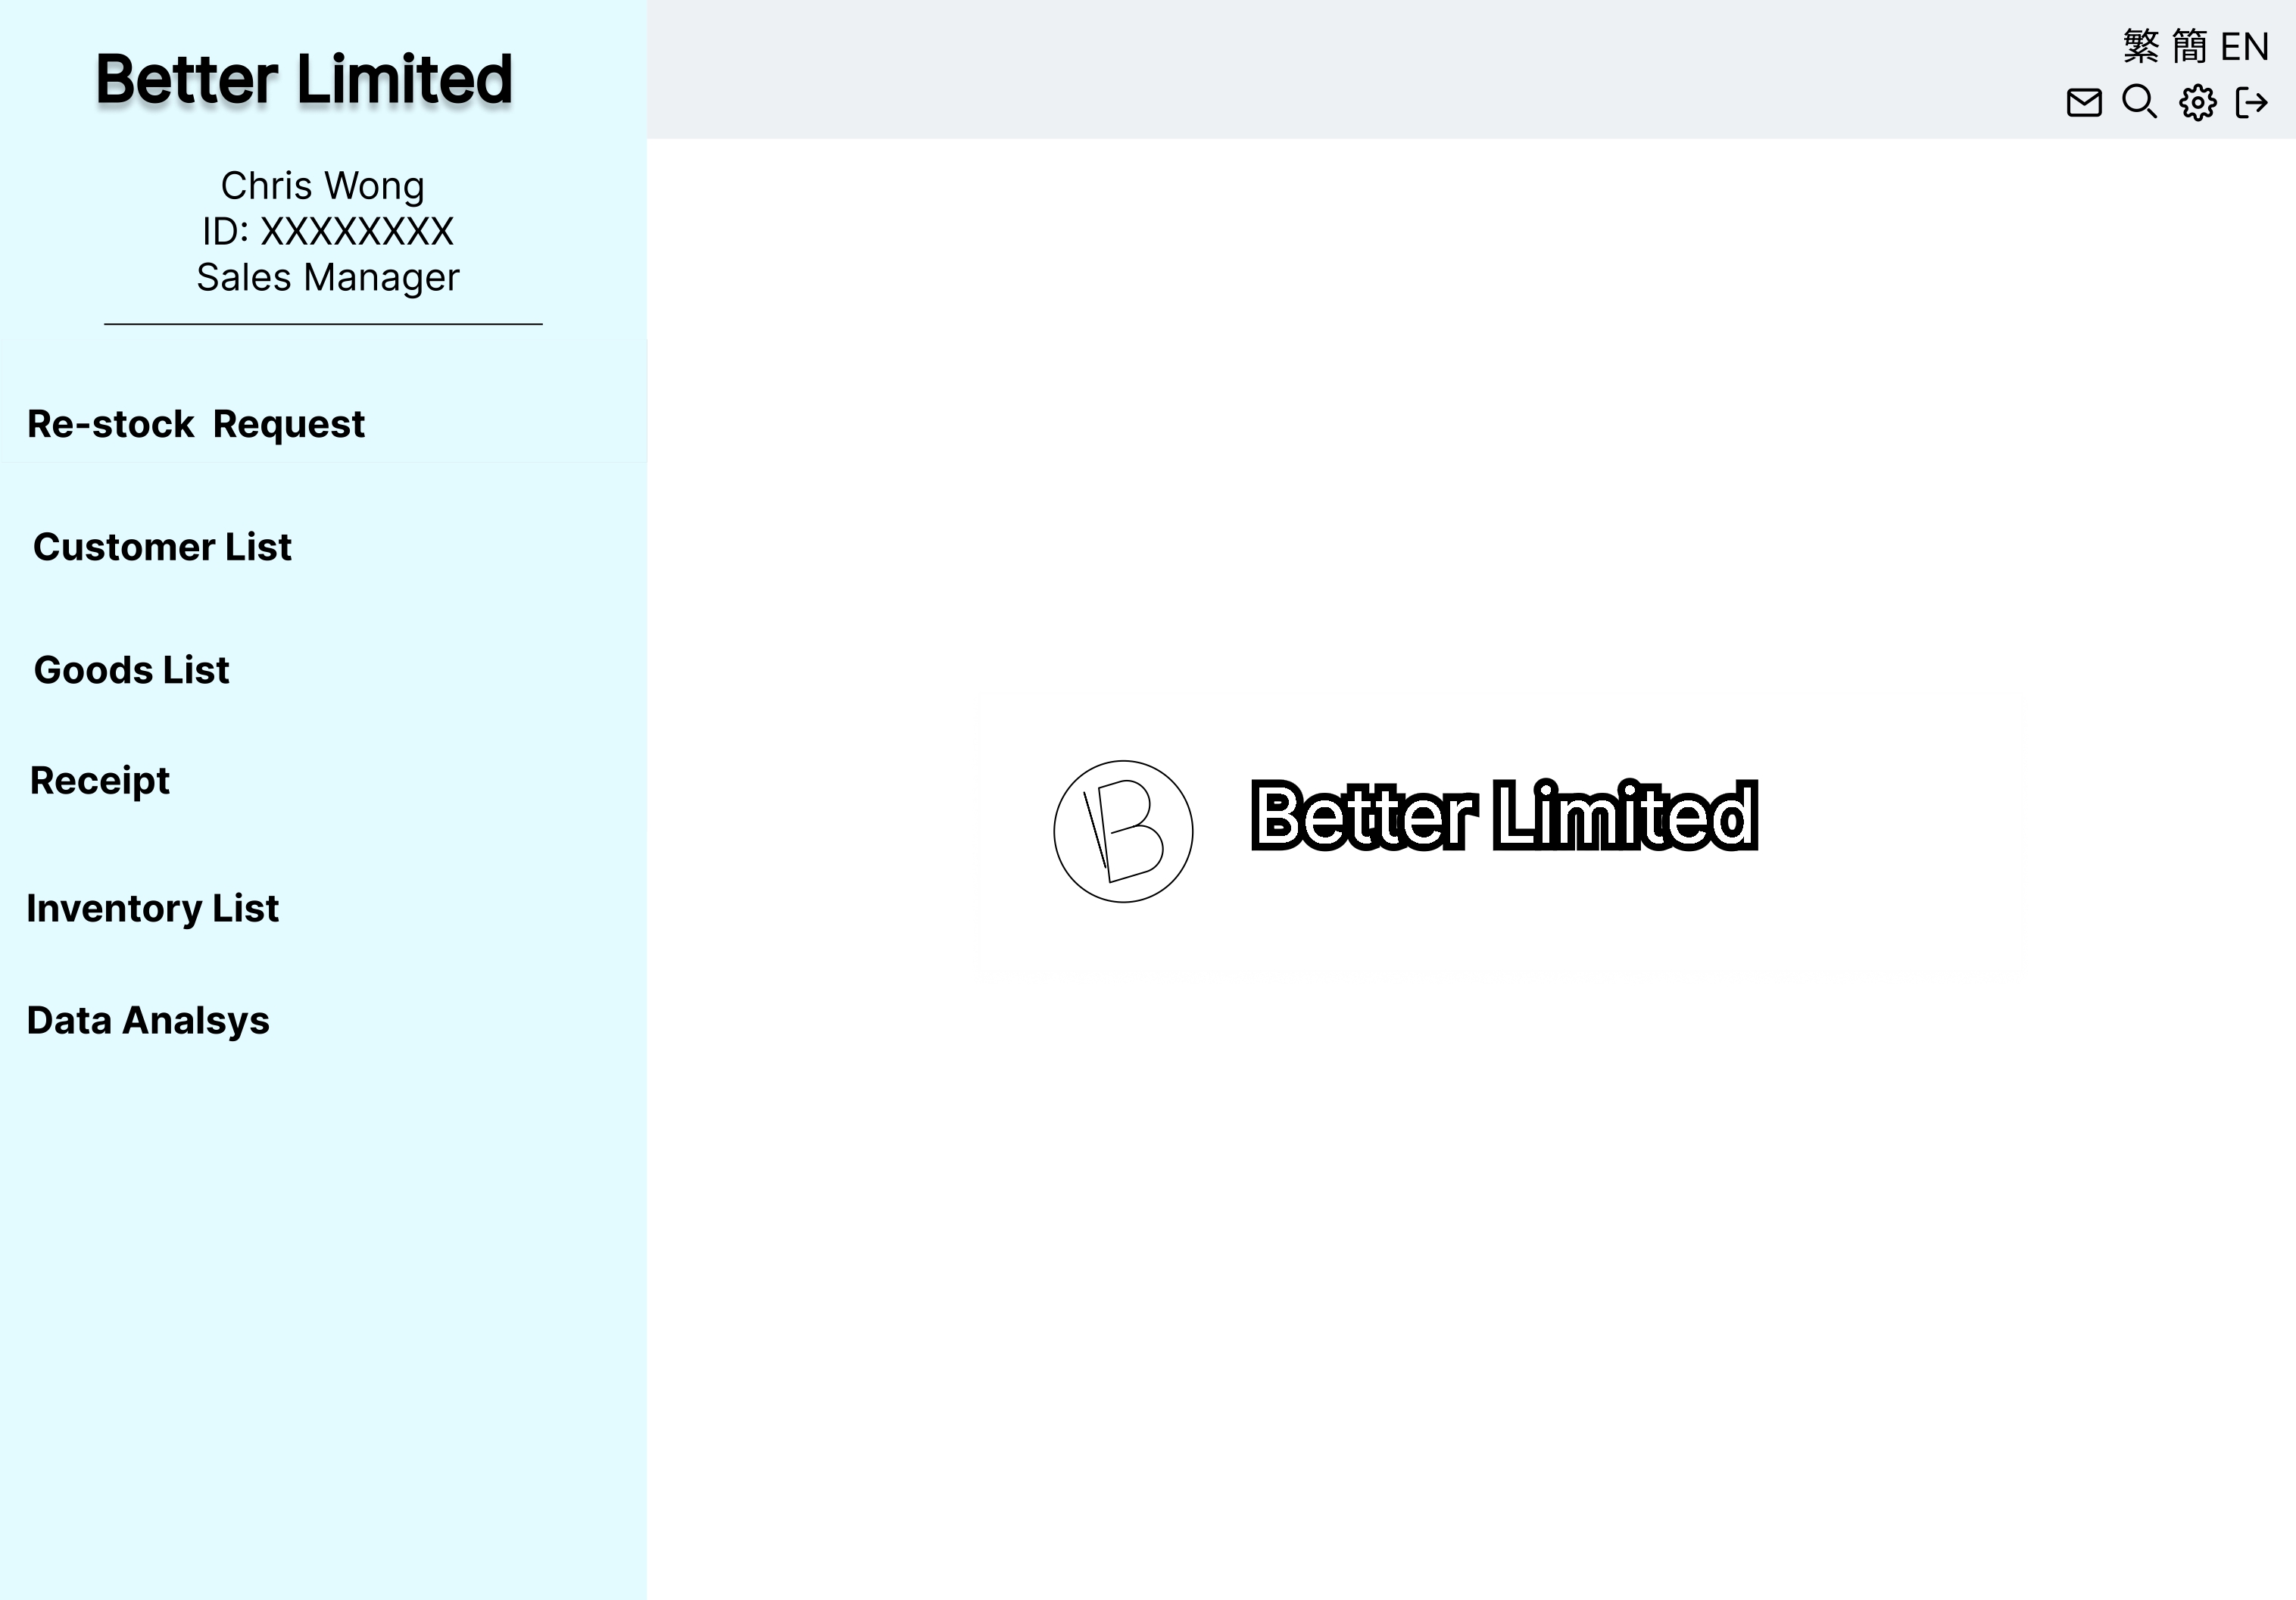 Better Limited
繁 簡 EN
Chris Wong
ID: XXXXXXXX
Sales Manager
Re-stock  Request
Customer List
Goods List
Receipt
Inventory List
Data Analsys
B
Better Limited